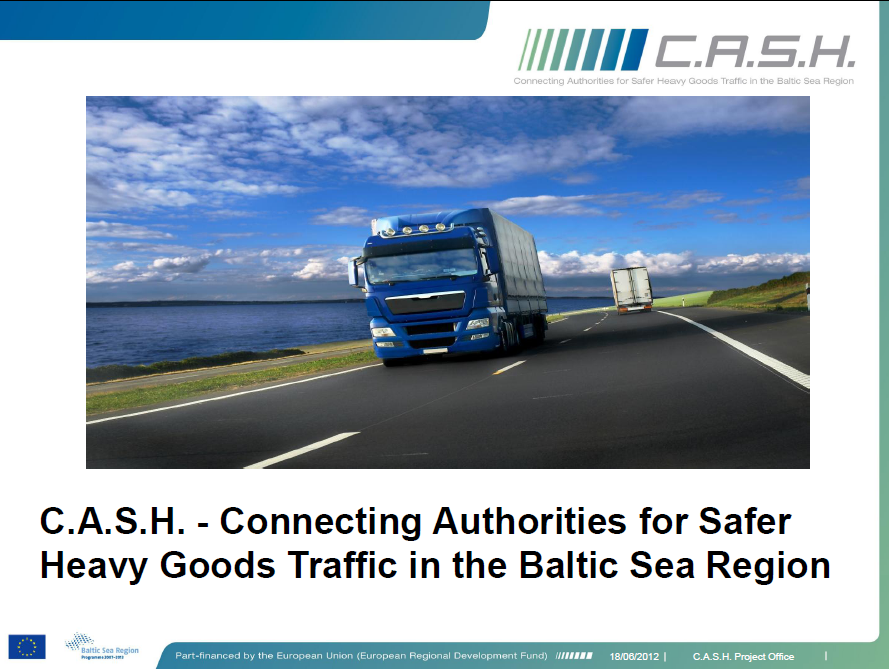 C.A.S.H.
Connecting Authorities for Safer Heavy Goods Traffic in the Baltic Sea Region
C.A.S.H. - Connecting Authorities for Safer
Heavy Goods Traffic in the Baltic Sea Region
Baltic Sea Region
Programme 2007-2013
Part-financed by the European Union (European Regional Development Fund)
18/06/2012 |
C.A.S.H. Project Office
|